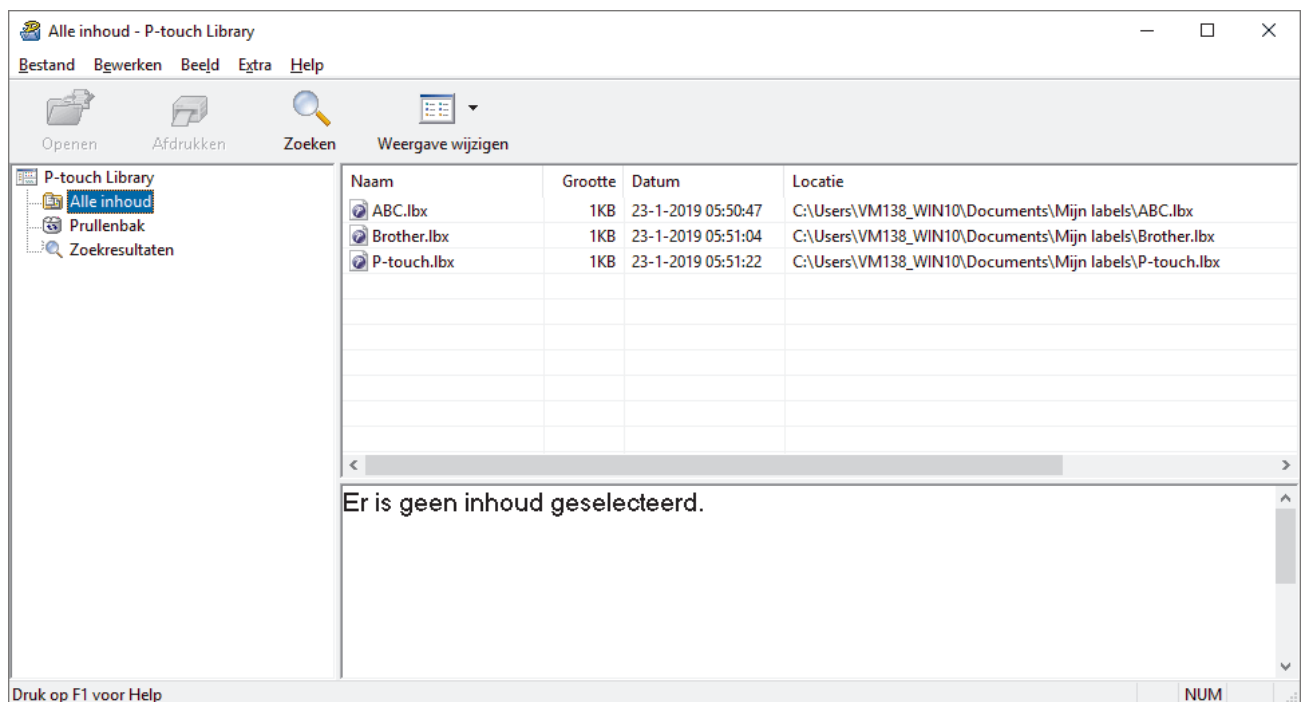 Alle inhoud - P-touch Library
Bestand Bewerken Beeld Extra Help
Openen Afdrukken Zoeken Weergave wijzigen
P-touch Library
Alle inhoud
Prullenbak
Zoekresultaten
Naam Grootte Datum Locatie
ABC.lbx 1KB 23-1-2019 05:50:47 C:\Users\VM138_WIN10\Documents\Mijn labels\ABC.lbx
Brother.lbx 1KB 23-1-2019 05:51:04 C:\Users\VM138_WIN10\Documents\Mijn labels\Brother.lbx
P-touch.lbx 1KB 23-1-2019 05:51:22 C:\Users\VM138_WIN10\Documents\Mijn labels\P-touch.lbx
Er is geen inhoud geselecteerd.
Druk op F1 voor Help NUM